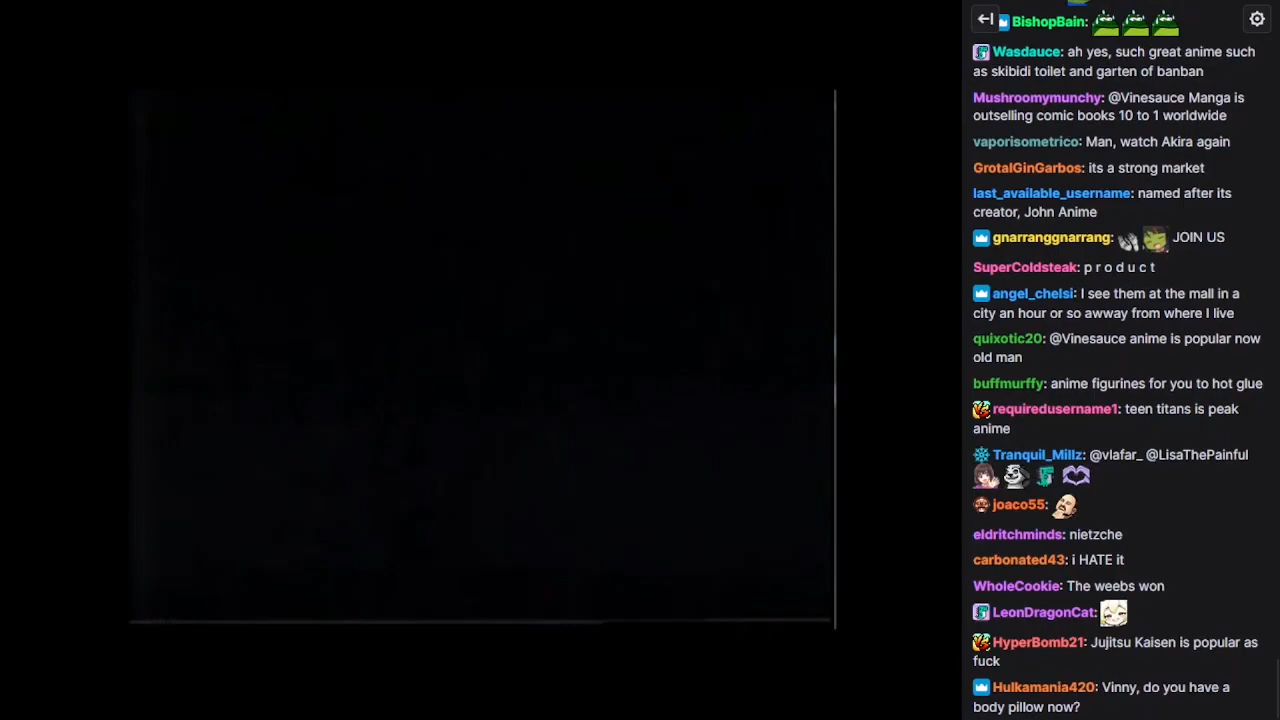 BishopBain:
Wasdauce: ah yes, such great anime such
as skibidi toilet and garten of banban
Mushroomymunchy: @Vinesauce Manga is
outselling comic books 10 to 1 worldwide
vaporisometrico: Man, watch Akira again
GrotalGinGarbos: its a strong market
last_available_username: named after its
creator, John Anime
gnarranggnarrang: JOIN US
SuperColdsteak: p r o d u c t
angel_chelsi: I see them at the mall in a
city an hour or so awway from where I live
quixotic20: @Vinesauce anime is popular now
old man
buffmurffy: anime figurines for you to hot glue
requiredusername1: teen titans is peak
anime
Tranquil_Millz: @vlafar_ @LisaThePainful
joaco55:
eldritchminds: nietzche
carbonated43: i HATE it
WholeCookie: The weebs won
LeonDragonCat:
HyperBomb21: Jujitsu Kaisen is popular as
fuck
Hulkamania420: Vinny, do you have a
body pillow now?